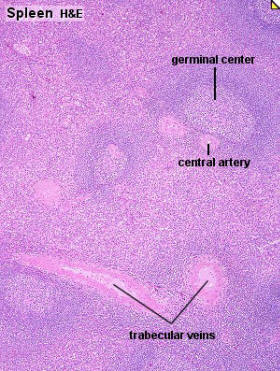 Spleen H&E
germinal center
central artery
trabecular veins